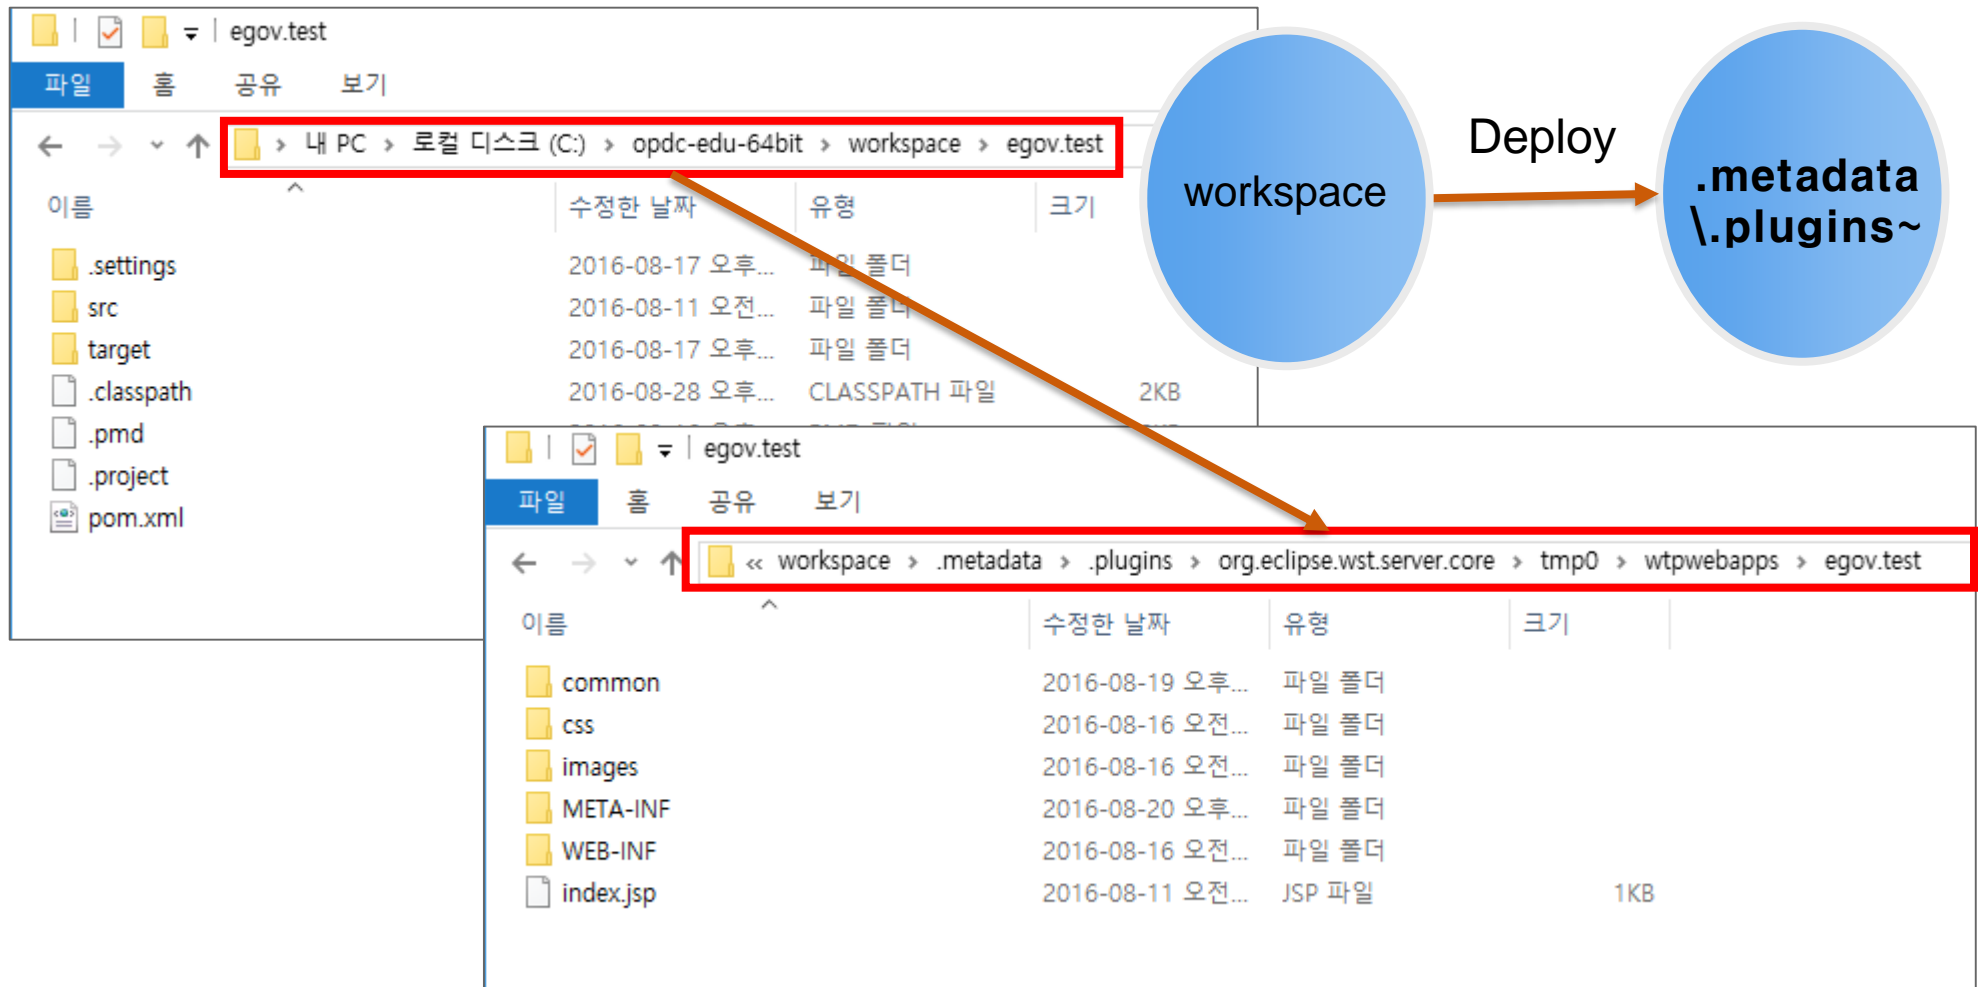 egov.test
파일 홈 공유 보기
내 PC > 로컬 디스크 (C:) > opdc-edu-64bit > workspace > egov.test
이름 수정한 날짜 유형 크기
.settings 2016-08-17 오후... 파일 폴더
src 2016-08-11 오전... 파일 폴더
target 2016-08-17 오후... 파일 폴더
.classpath 2016-08-28 오후... CLASSPATH 파일 2KB
.pmd
.project
pom.xml
workspace
Deploy
.metadata
\.plugins~
egov.test
파일 홈 공유 보기
« workspace > .metadata > .plugins > org.eclipse.wst.server.core > tmp0 > wtpwebapps > egov.test
이름 수정한 날짜 유형 크기
common 2016-08-19 오후... 파일 폴더
css 2016-08-16 오전... 파일 폴더
images 2016-08-16 오전... 파일 폴더
META-INF 2016-08-20 오후... 파일 폴더
WEB-INF 2016-08-16 오전... 파일 폴더
index.jsp 2016-08-11 오전... JSP 파일 1KB